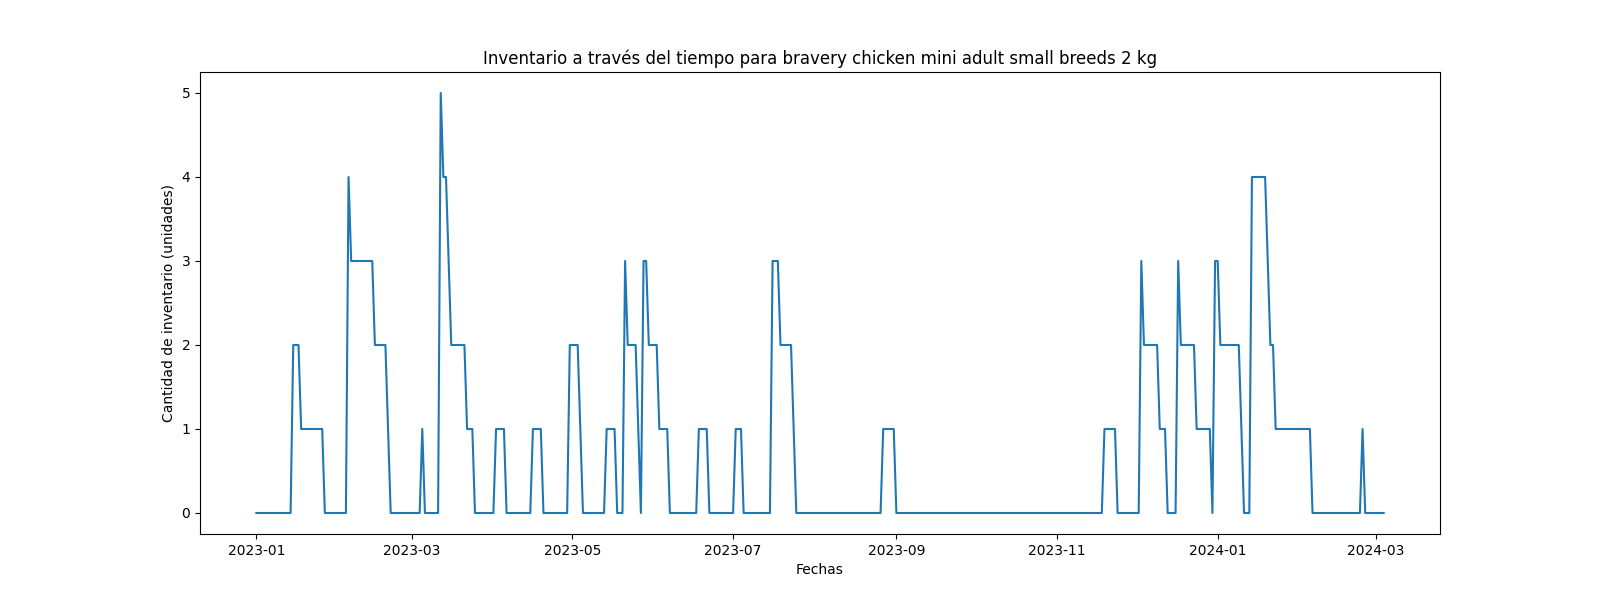 Inventario a través del tiempo para bravery chicken mini adult small breeds 2 kg
Cantidad de inventario (unidades)
5
4
3
2
1
0
2023-01 2023-03 2023-05 2023-07 2023-09 2023-11 2024-01 2024-03
Fechas